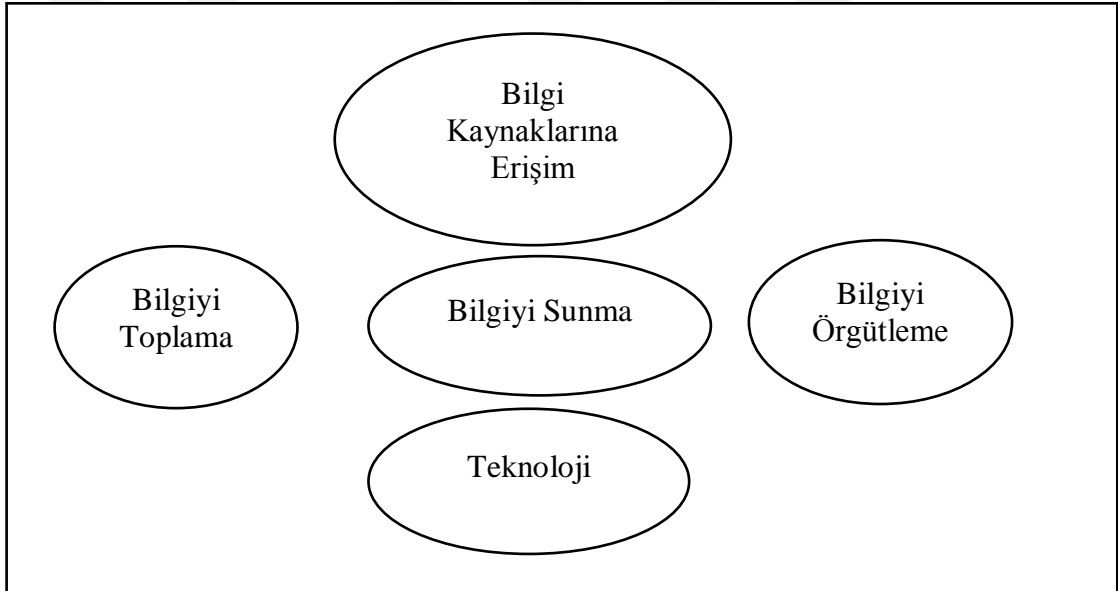 Bilgi
Kaynaklarına
Erişim
Bilgiyi
Toplama
Bilgiyi Sunma
Bilgiyi
Örgütleme
Teknoloji